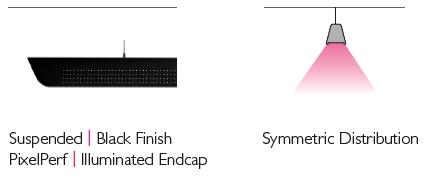 Suspended | Black Finish
PixelPerf | Illuminated Endcap
Symmetric Distribution